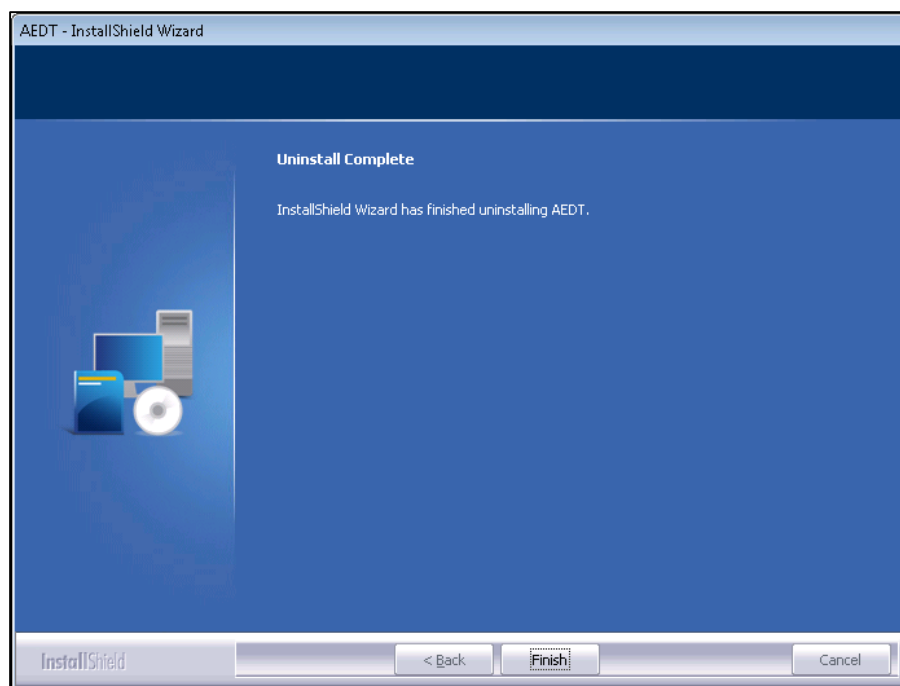 AEDT - InstallShield Wizard
Uninstall Complete
InstallShield Wizard has finished uninstalling AEDT.
InstallShield
< Back
Finish
Cancel